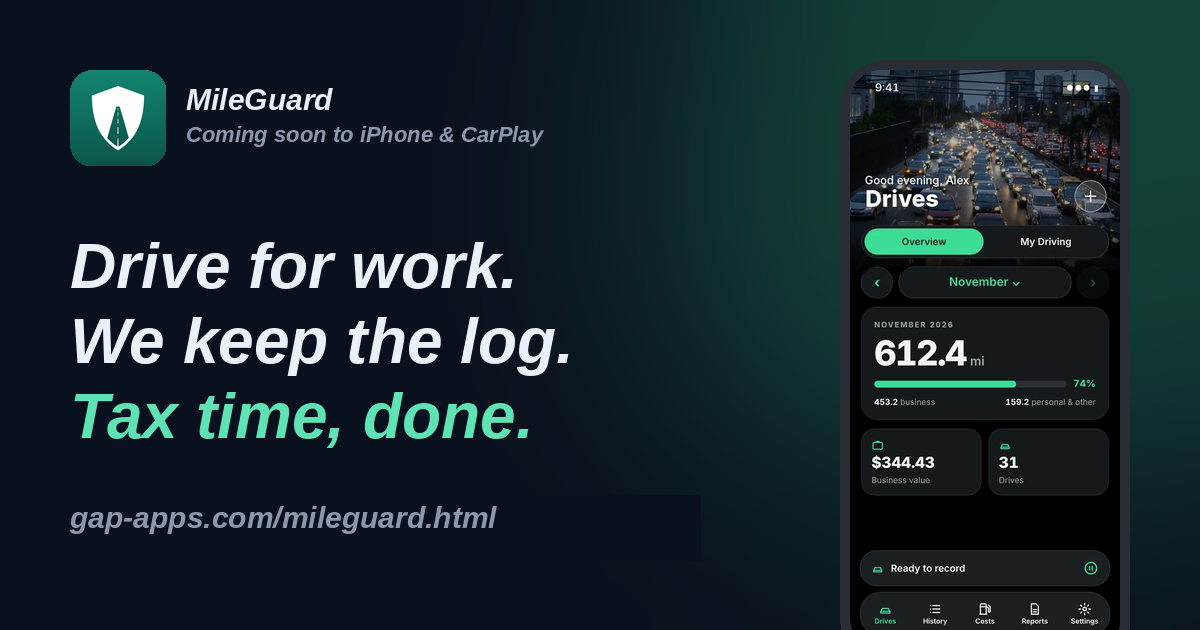 MileGuard
Coming soon to iPhone & CarPlay
Drive for work.
We keep the log.
Tax time, done.
gap-apps.com/mileguard.html
9:41
Good evening, Alex
Drives
Overview
My Driving
November
NOVEMBER 2026
612.4 mi
74%
453.2 business
159.2 personal & other
$344.43
Business value
31
Drives
Ready to record
Drives
History
Costs
Reports
Settings